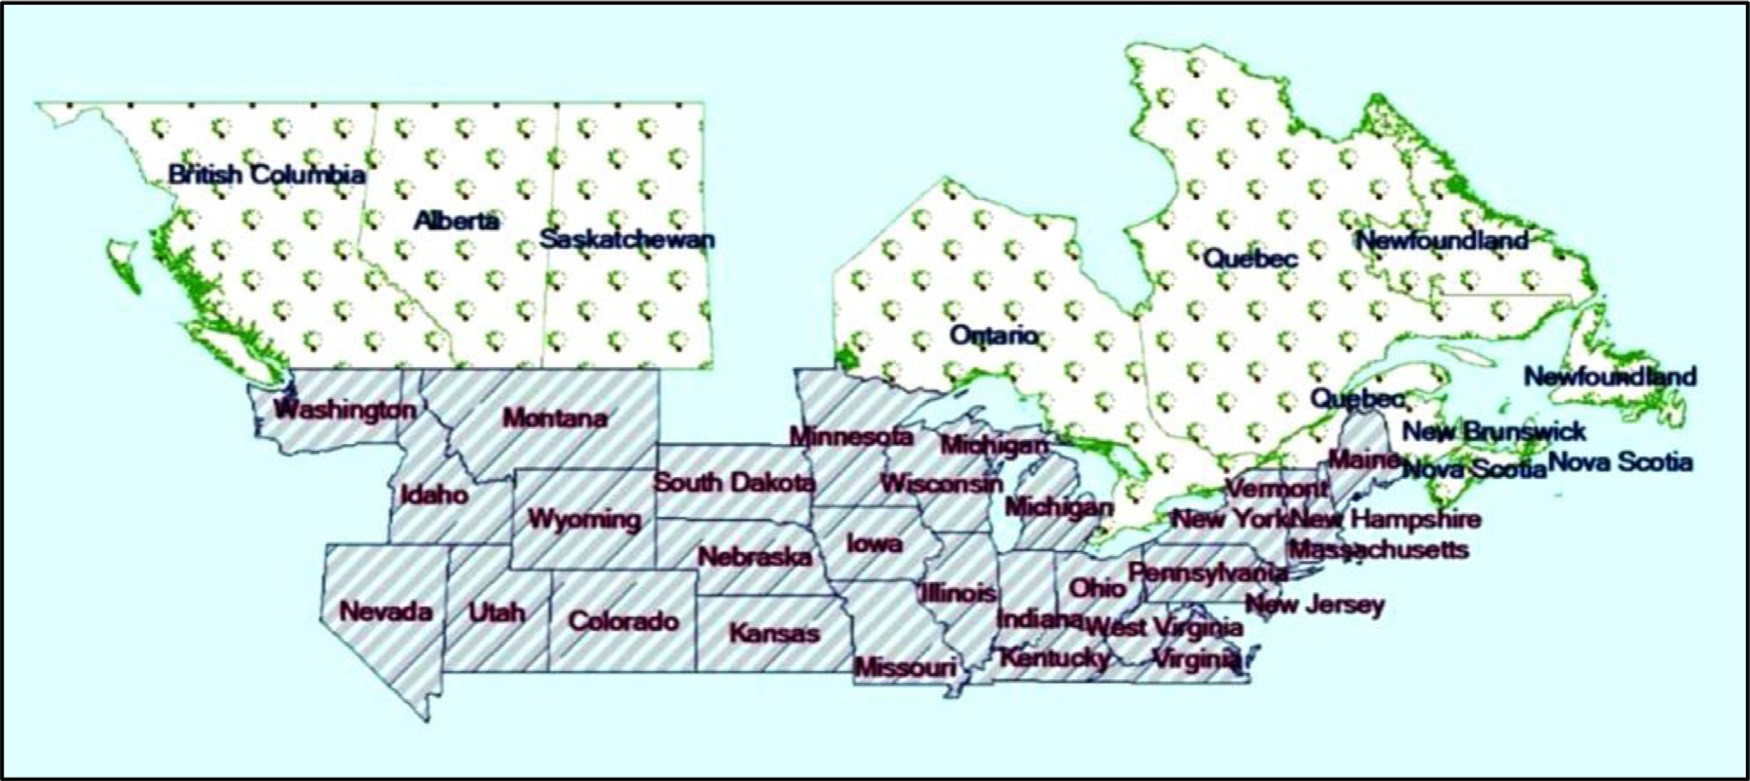 British Columbia
Alberta
Saskatchewan
Newfoundland
Quebec
Ontario
Newfoundland
Quebec
Washington
Montana
New Brunswick
Minnesota
Michigan
Maine
Nova Scotia
Nova Scotia
South Dakota
Wisconsin
Vermont
Idaho
Michigan
Wyoming
New York
New Hampshire
Iowa
Massachusetts
Nebraska
Pennsylvania
Ohio
Illinois
New Jersey
Nevada
Utah
Colorado
Indiana
Kansas
West Virginia
Kentucky
Virginia
Missouri